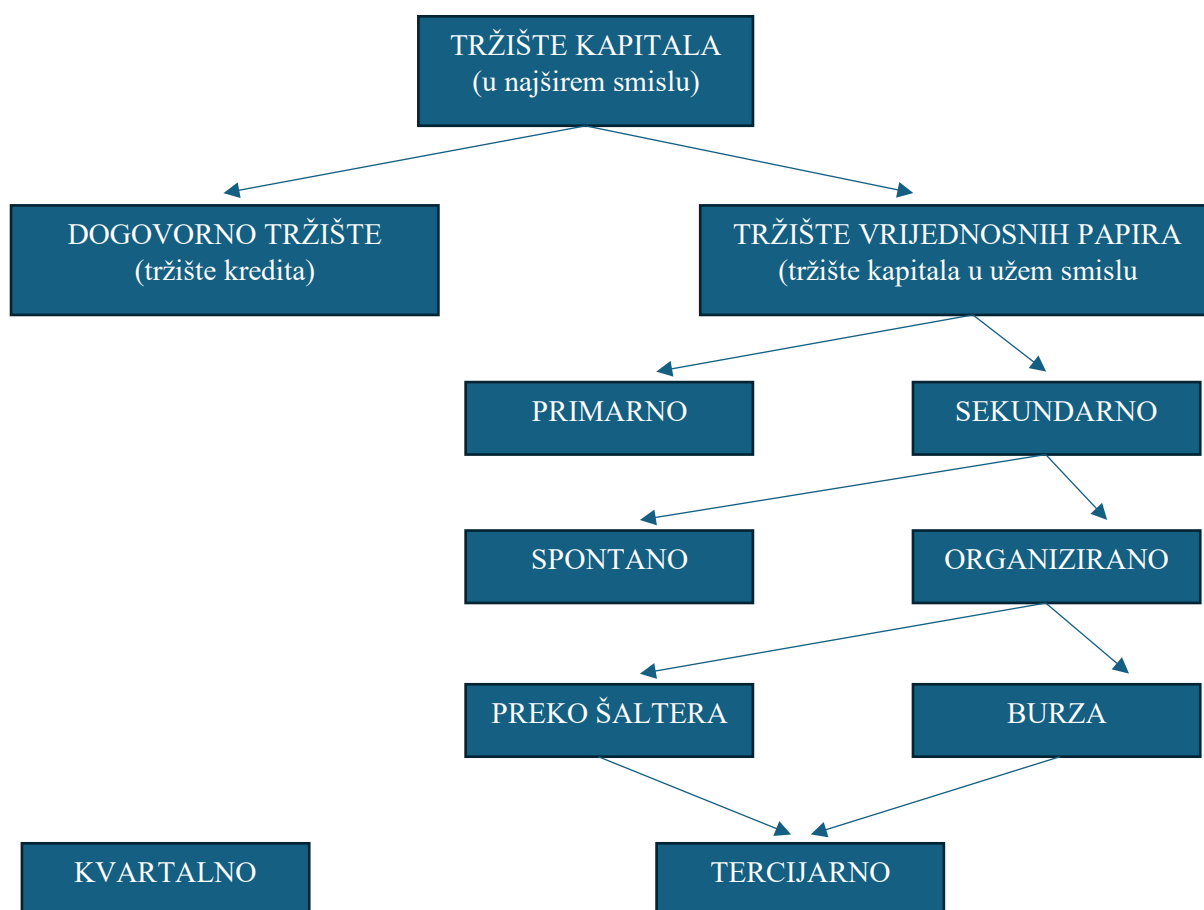 TRŽIŠTE KAPITALA
(u najširem smislu)
DOGOVORNO TRŽIŠTE
(tržište kredita)
TRŽIŠTE VRIJEDNOSNIH PAPIRA
(tržište kapitala u užem smislu
PRIMARNO
SEKUNDARNO
SPONTANO
ORGANIZIRANO
PREKO ŠALTERA
BURZA
KVARTALNO
TERCIJARNO